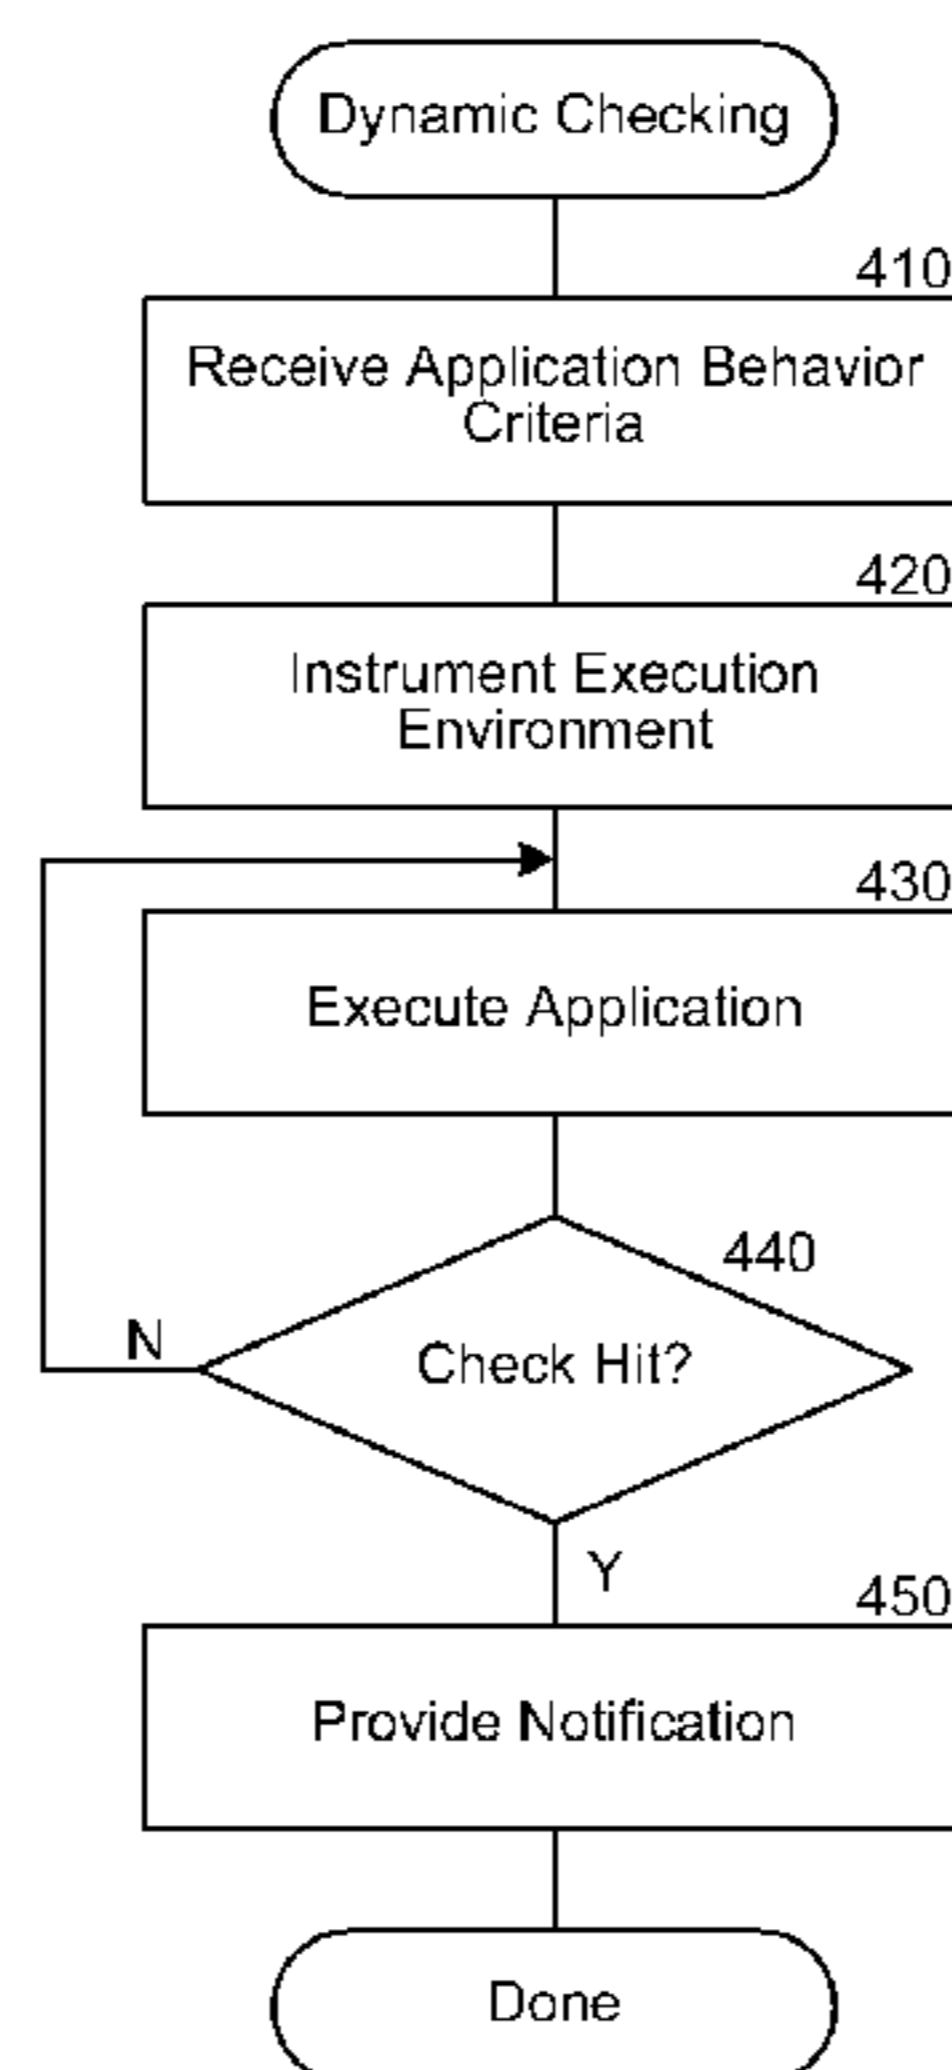 Dynamic Checking
410
Receive Application Behavior
Criteria
420
Instrument Execution
Environment
430
Execute Application
440
Check Hit?
N
Y
450
Provide Notification
Done